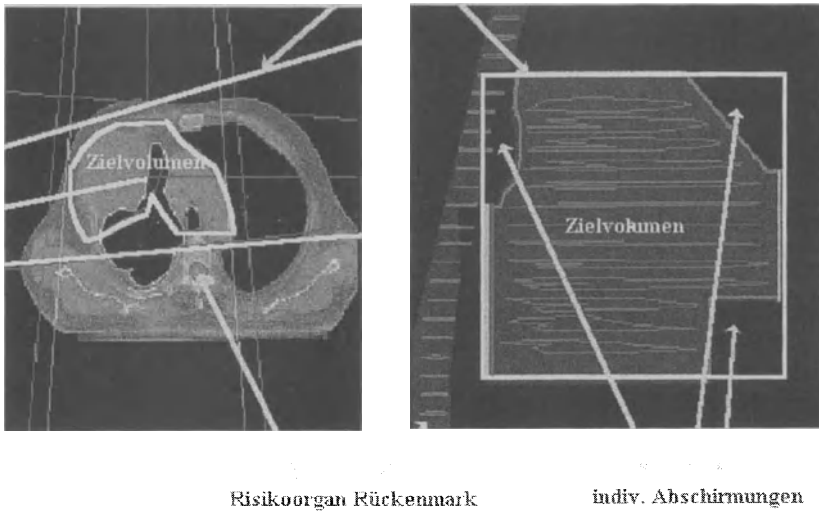 Zielvolumen
Zielvolumen
Risikoorgan Rückenmark
indiv. Abschirmungen